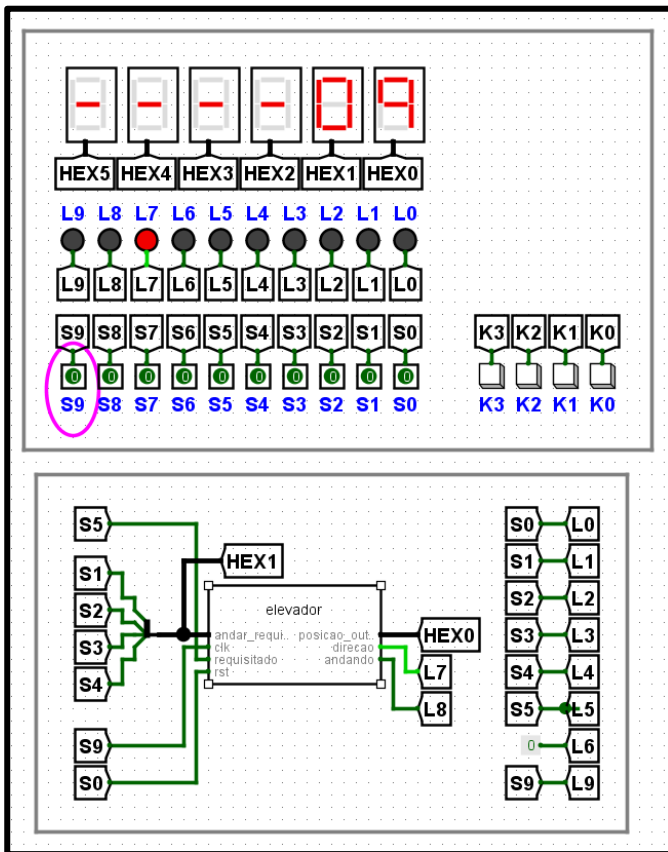 09
HEX5 HEX4 HEX3 HEX2 HEX1 HEX0
L9 L8 L7 L6 L5 L4 L3 L2 L1 L0
L9 L8 L7 L6 L5 L4 L3 L2 L1 L0
S9 S8 S7 S6 S5 S4 S3 S2 S1 S0 K3 K2 K1 K0
0 0 0 0 0 0 0 0 0 0
S9 S8 S7 S6 S5 S4 S3 S2 S1 S0 K3 K2 K1 K0
S5
S1
S2
S3
S4
S9
S0
HEX1
elevador
andar_requi.. posicao_out..
clk direcao
requisitado andando
rst
HEX0
L7
L8
S0 L0
S1 L1
S2 L2
S3 L3
S4 L4
S5 L5
0 L6
S9 L9